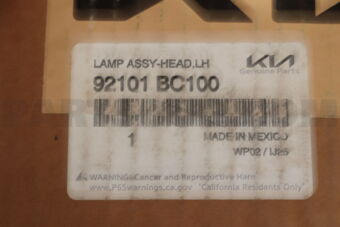 LAMP ASSY-HEAD,LH
KIA
Genuine Parts
92101 BC100
1
MADE IN MEXICO
WP02 / IJ25
WARNING:Cancer and Reproductive Harm
www.P65warnings.ca.gov "California Residents Only"